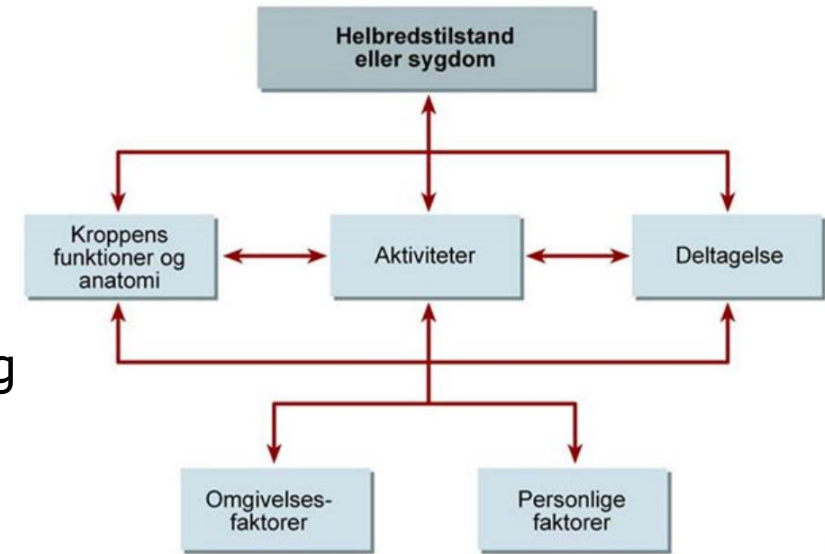 Helbredstilstand
eller sygdom
Kroppens
funktioner og
anatomi
Aktiviteter
Deltagelse
g
Omgivelses-
faktorer
Personlige
faktorer